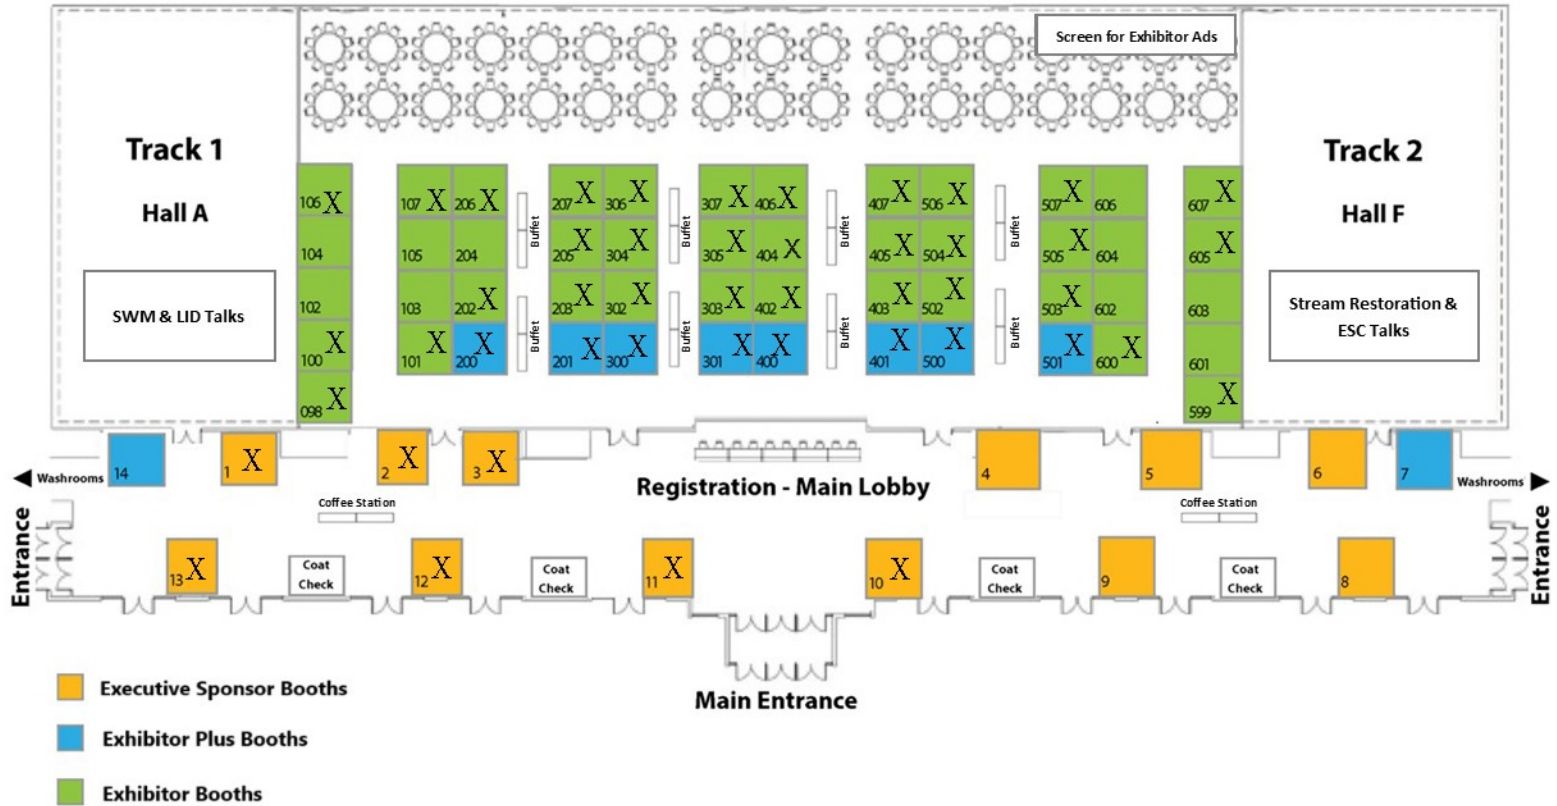 Screen for Exhibitor Ads
Track 1
Hall A
SWM & LID Talks
Track 2
Hall F
Stream Restoration &
ESC Talks
106 X
107 X 206 X
207 X 306 X
307 X 406 X
407 X 506 X
507 X 606
607 X
104
105 204
205 X 304 X
305 X 404 X
405 X 504 X
505 X 604
605 X
102
103 202 X
203 X 302 X
303 X 402 X
403 X 502 X
503 X 602
603
100 X
101 X 200 X
201 X 300 X
301 X 400 X
401 X 500 X
501 X 600 X
601
098 X
599 X
Buffet
Buffet
Buffet
Buffet
Buffet
Buffet
Buffet
Buffet
14
1 X
2 X
3 X
4
5
6
7
Washrooms
Washrooms
Registration - Main Lobby
Coffee Station
Coffee Station
Entrance
Entrance
13 X
Coat
Check
12 X
Coat
Check
11 X
10 X
Coat
Check
9
Coat
Check
8
Main Entrance
Executive Sponsor Booths
Exhibitor Plus Booths
Exhibitor Booths